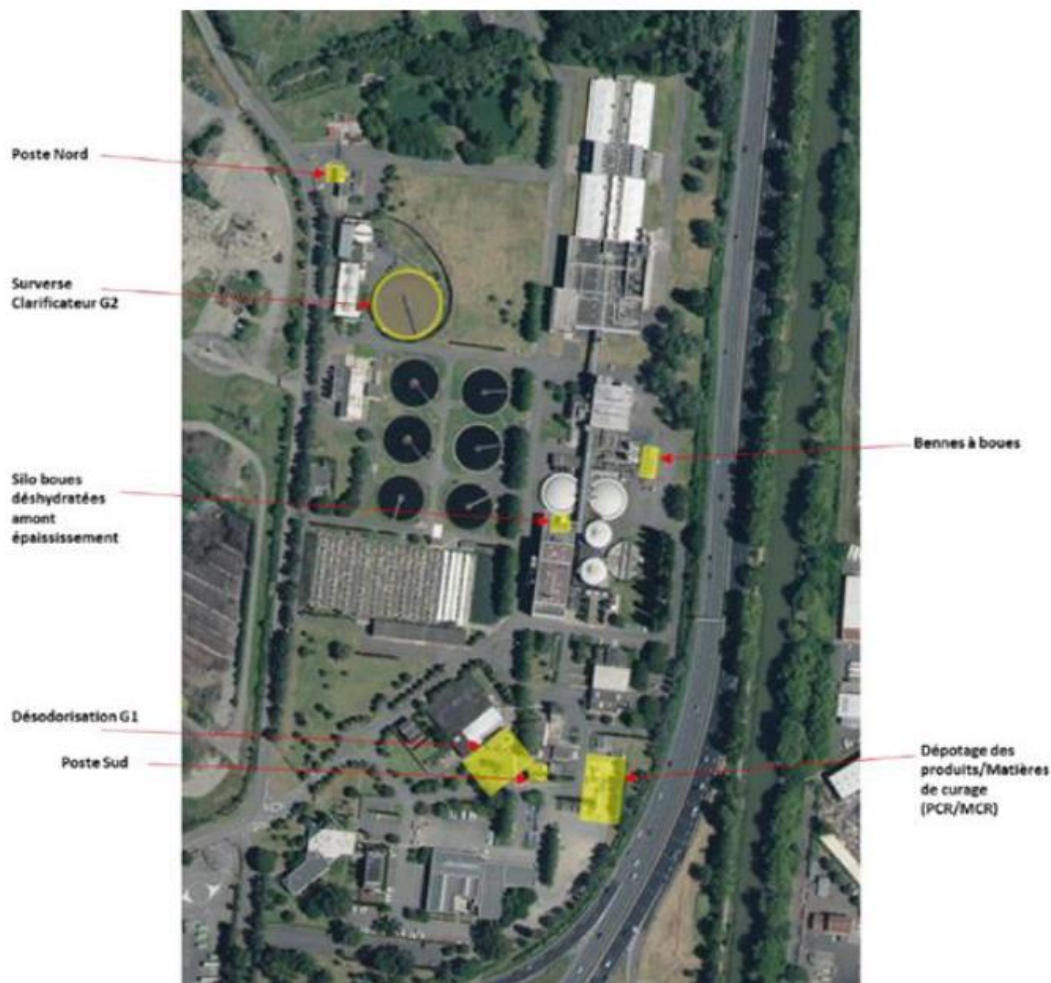 Poste Nord
Surverse
Clarificateur G2
Bennes à boues
Silo boues
déshydratées
amont
épaississement
Désodorisation G1
Poste Sud
Dépotage des
produits/Matières
de curage
(PCR/MCR)